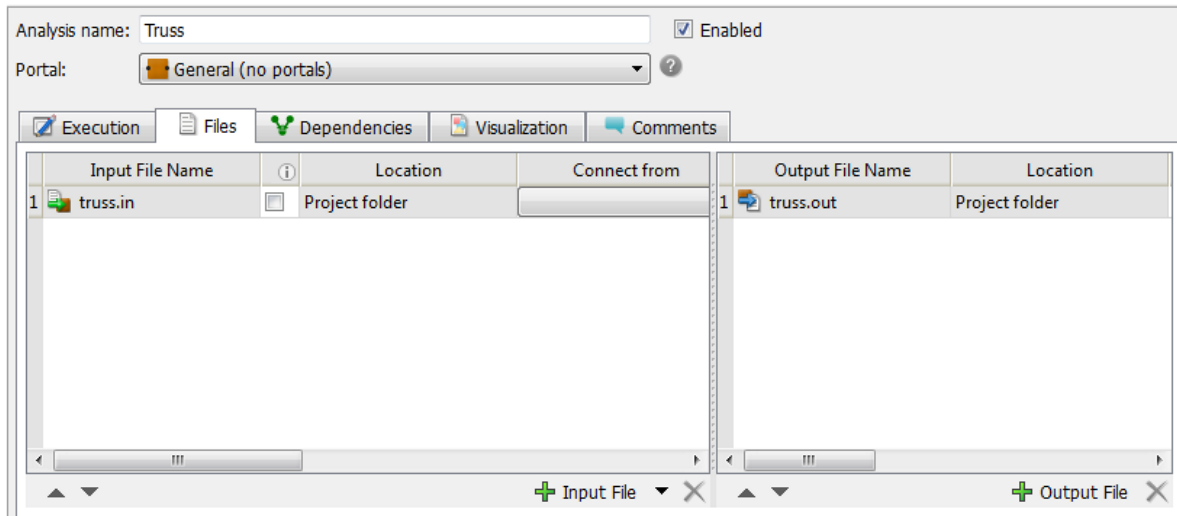 Analysis name: Truss Enabled
Portal: General (no portals)
Execution Files Dependencies Visualization Comments
Input File Name Location Connect from Output File Name Location
1 truss.in Project folder 1 truss.out Project folder
Input File Output File